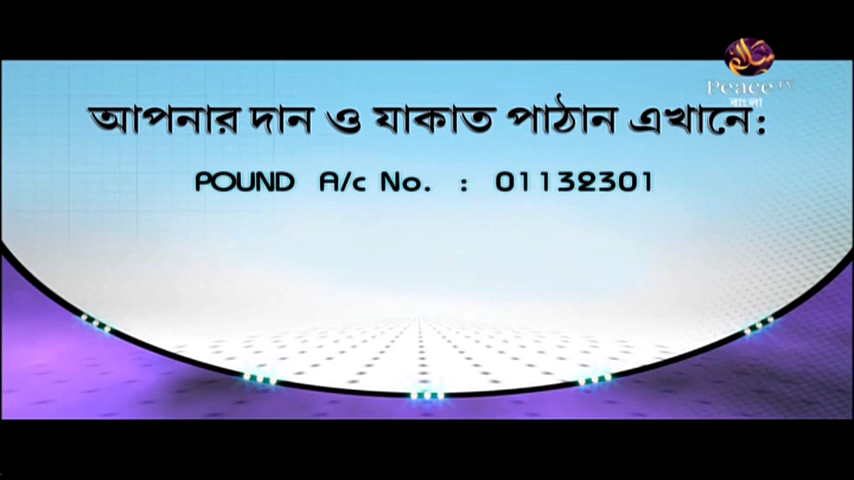 Peace TV
বাংলা
আপনার দান ও যাকাত পাঠান এখানে:
POUND A/c No. : 01132301